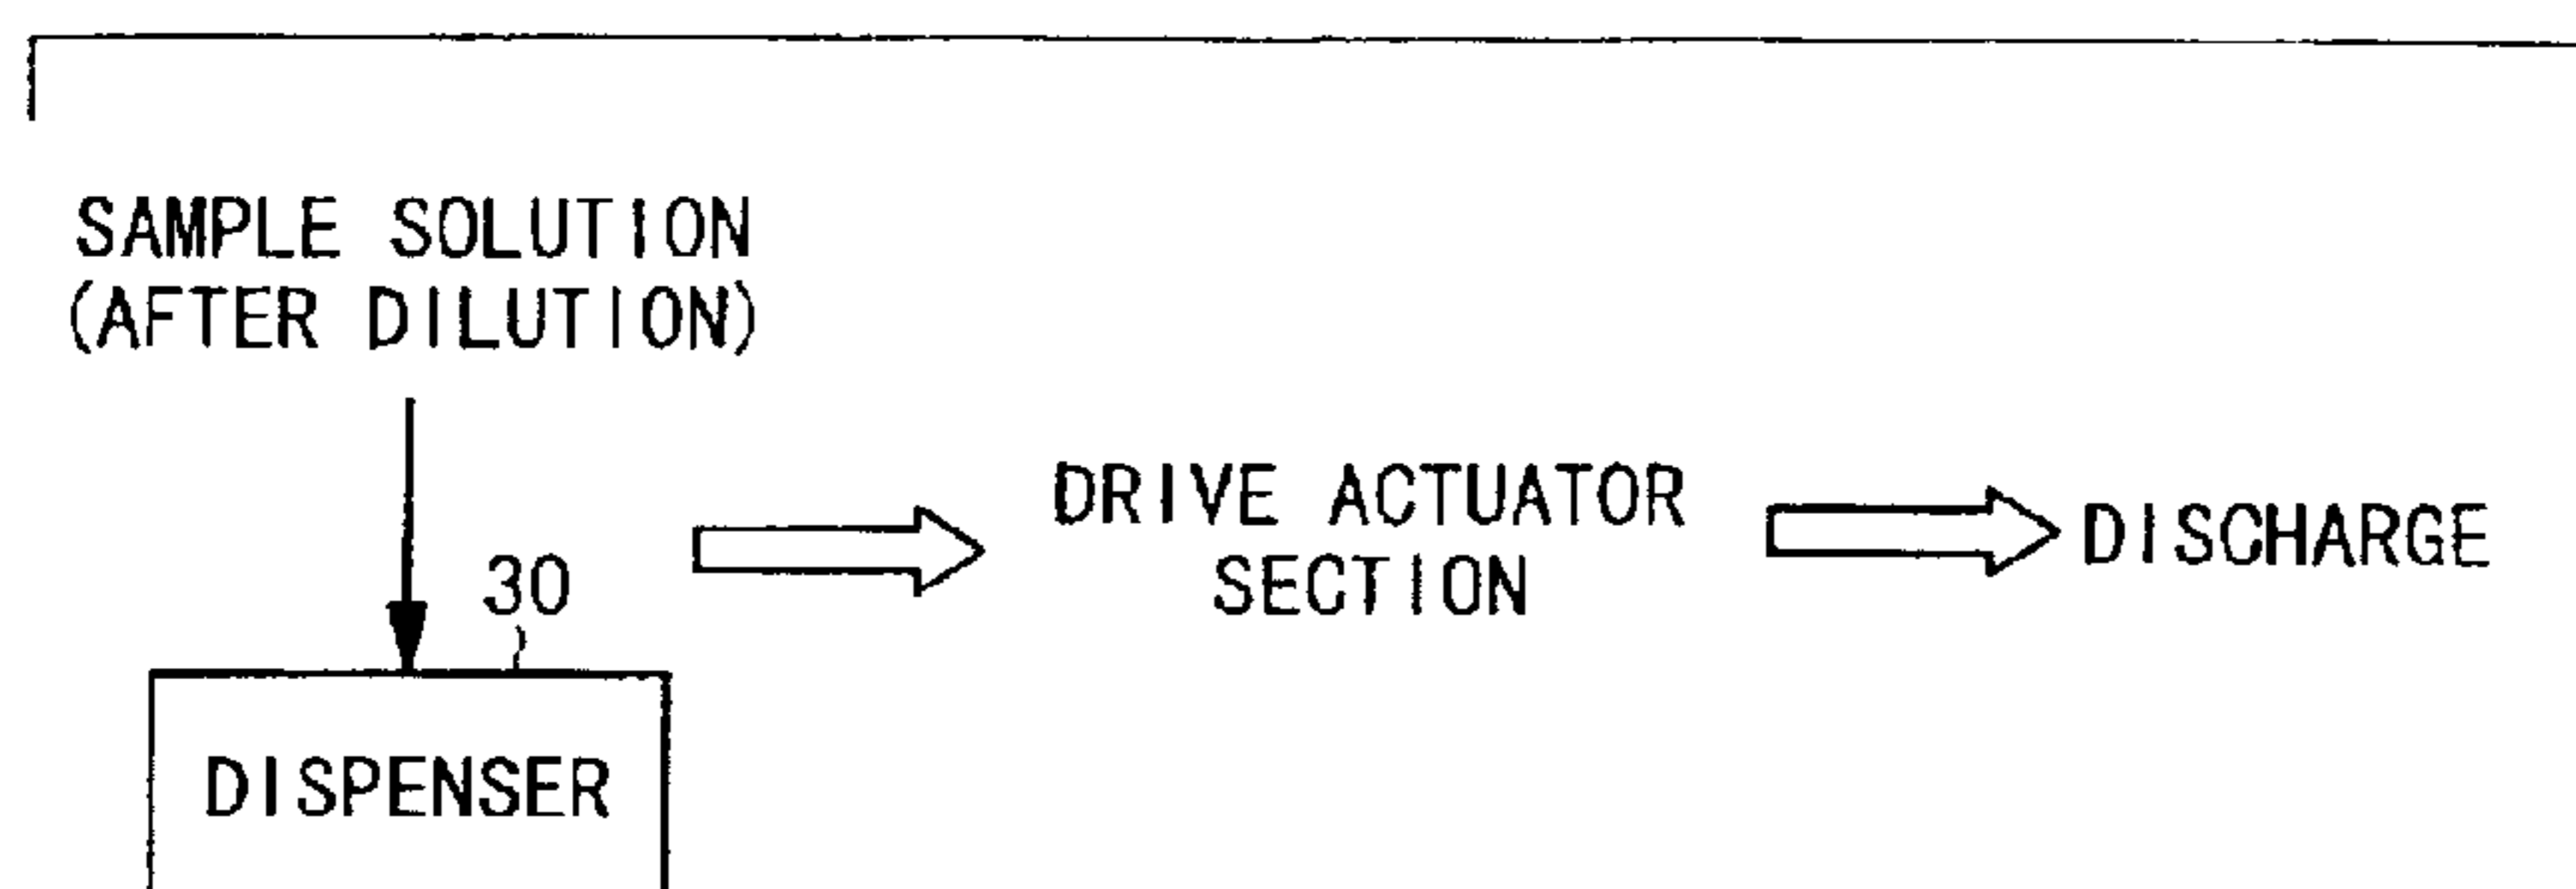 SAMPLE SOLUTION
(AFTER DILUTION)
DRIVE ACTUATOR
SECTION
DISCHARGE
30
DISPENSER